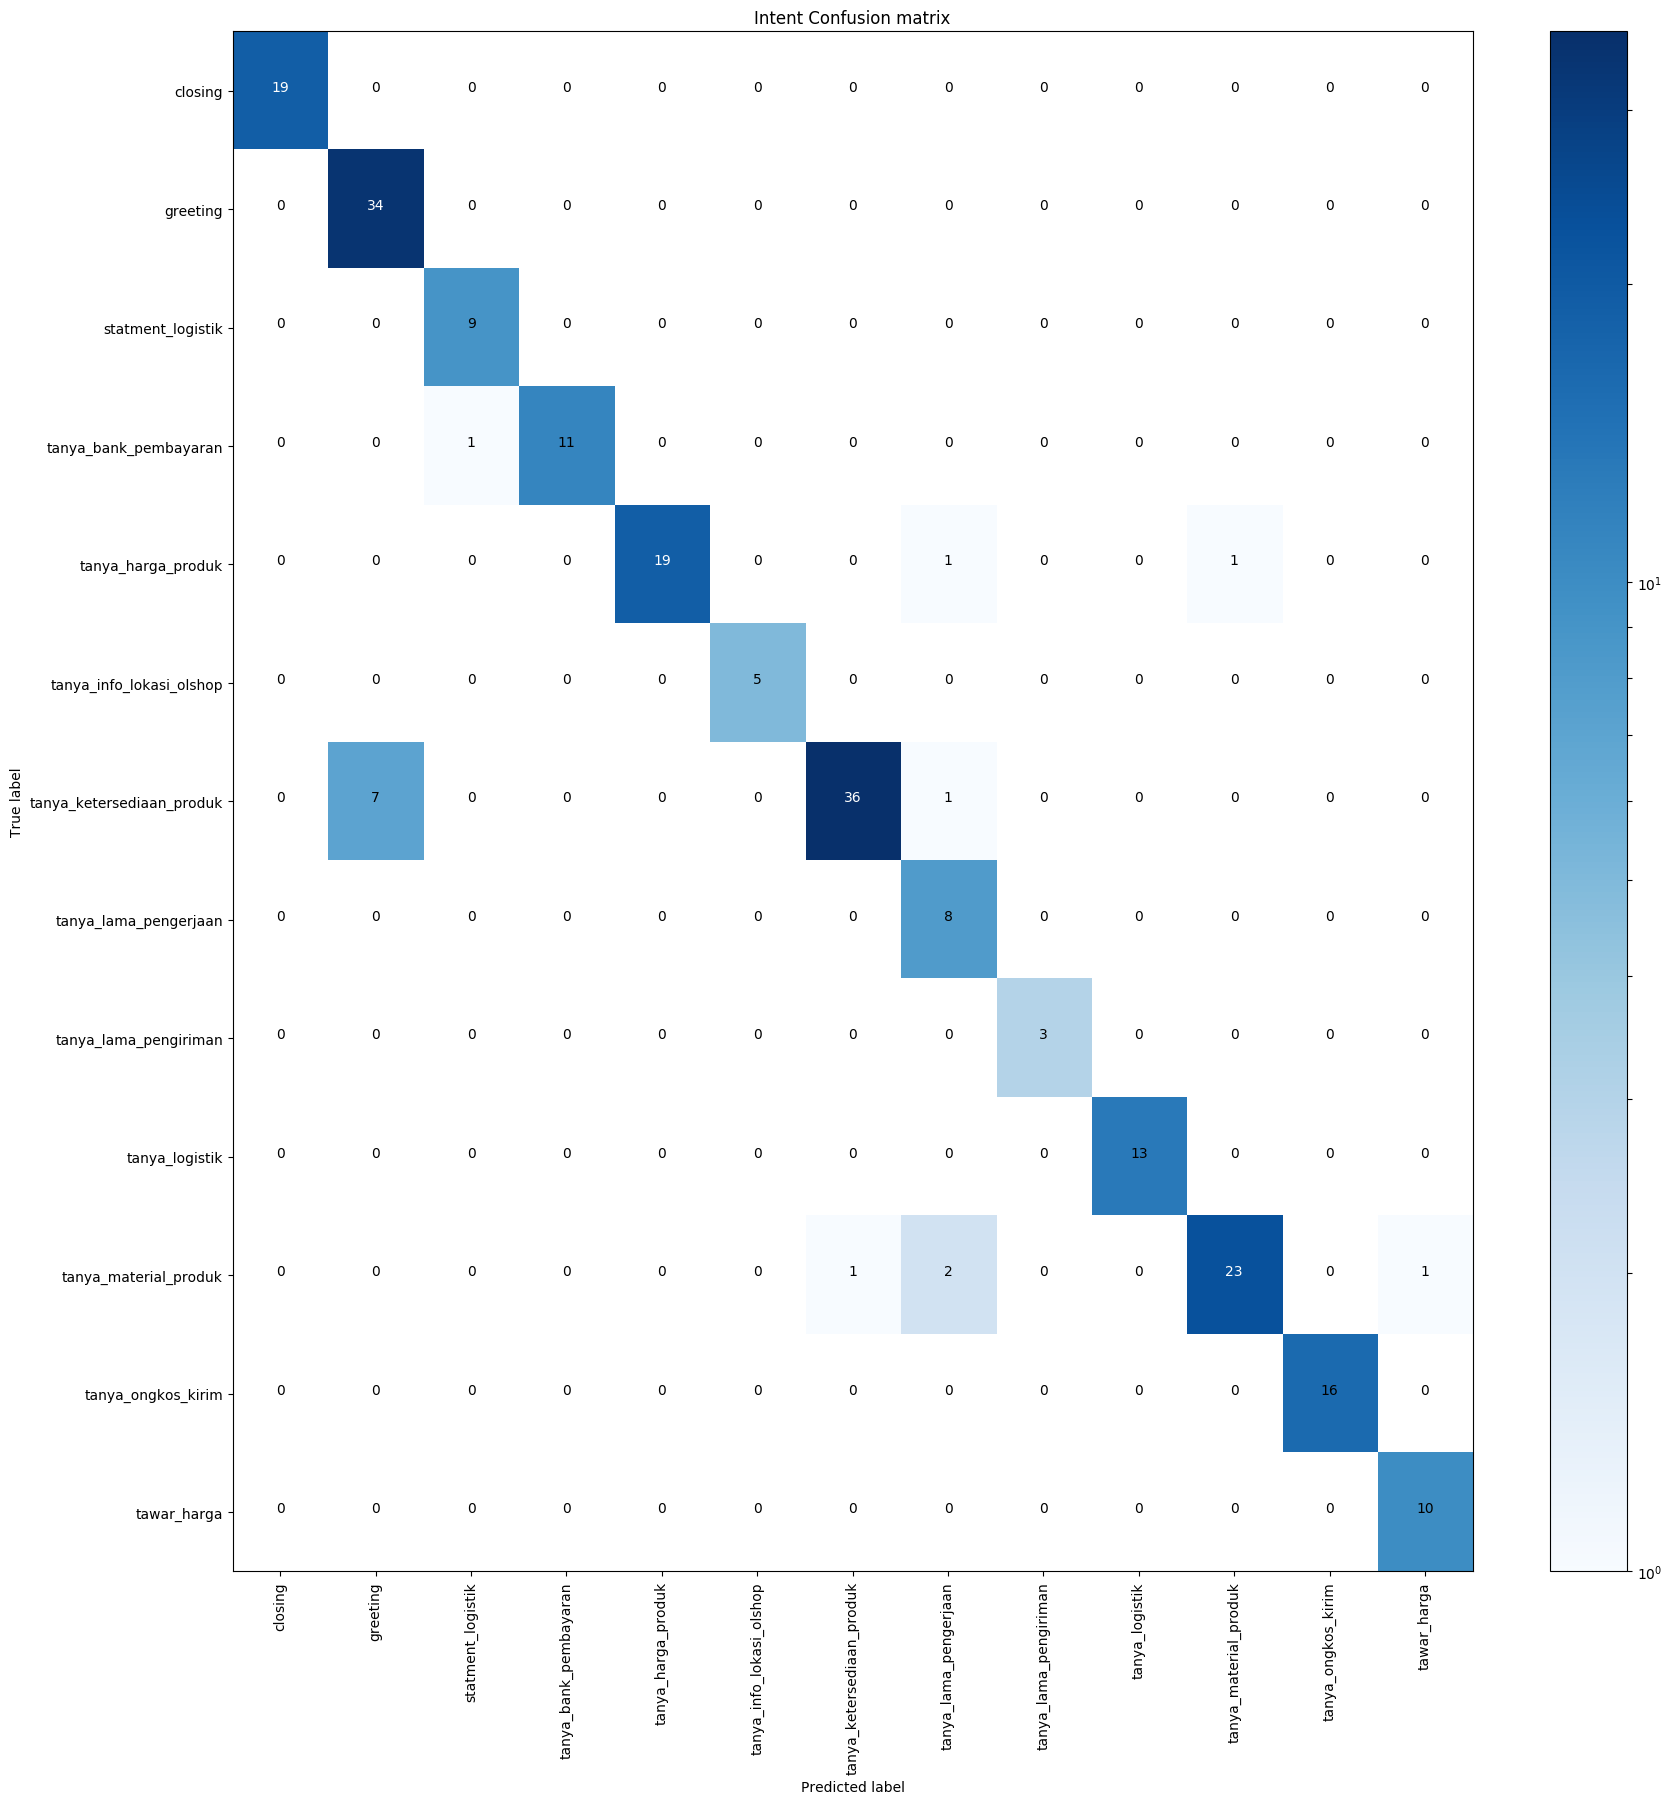 Intent Confusion matrix
closing 19 0 0 0 0 0 0 0 0 0 0 0 0
greeting 0 34 0 0 0 0 0 0 0 0 0 0 0
statment_logistik 0 0 9 0 0 0 0 0 0 0 0 0 0
tanya_bank_pembayaran 0 0 1 11 0 0 0 0 0 0 0 0 0
tanya_harga_produk 0 0 0 0 19 0 0 1 0 0 1 0 0
10¹
tanya_info_lokasi_olshop 0 0 0 0 0 5 0 0 0 0 0 0 0
True label
tanya_ketersediaan_produk 0 7 0 0 0 0 36 1 0 0 0 0 0
tanya_lama_pengerjaan 0 0 0 0 0 0 0 8 0 0 0 0 0
tanya_lama_pengiriman 0 0 0 0 0 0 0 0 3 0 0 0 0
tanya_logistik 0 0 0 0 0 0 0 0 0 13 0 0 0
tanya_material_produk 0 0 0 0 0 0 1 2 0 0 23 0 1
tanya_ongkos_kirim 0 0 0 0 0 0 0 0 0 0 0 16 0
tawar_harga 0 0 0 0 0 0 0 0 0 0 0 0 10
10⁰
closing
greeting
statment_logistik
tanya_bank_pembayaran
tanya_harga_produk
tanya_info_lokasi_olshop
tanya_ketersediaan_produk
tanya_lama_pengerjaan
tanya_lama_pengiriman
tanya_logistik
tanya_material_produk
tanya_ongkos_kirim
tawar_harga
Predicted label